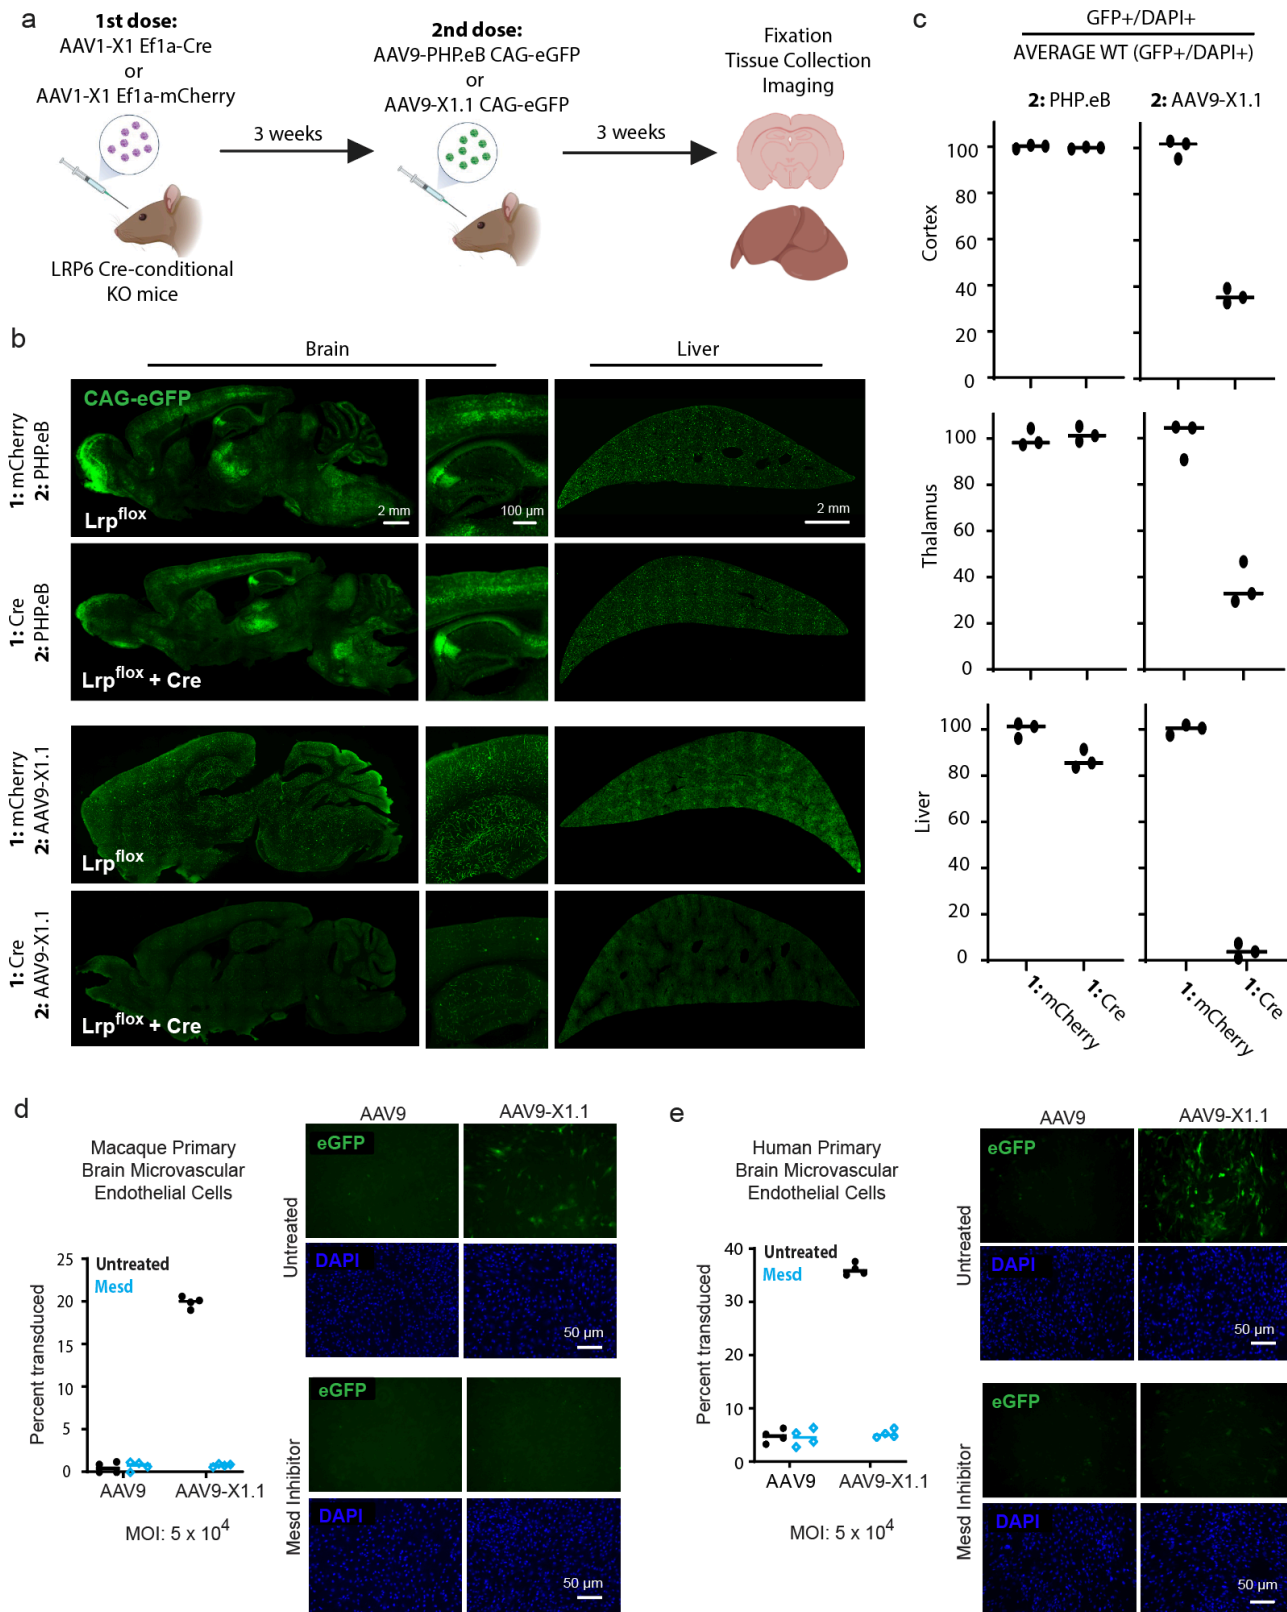 a
1st dose:
AAV1-X1 Ef1a-Cre
or
AAV1-X1 Ef1a-mCherry
LRP6 Cre-conditional
KO mice
3 weeks
2nd dose:
AAV9-PHP.eB CAG-eGFP
or
AAV9-X1.1 CAG-eGFP
3 weeks
Fixation
Tissue Collection
Imaging
b
Brain
Liver
1: mCherry
2: PHP.eB
CAG-eGFP
Lrp^flox
2 mm
100 µm
2 mm
1: Cre
2: PHP.eB
Lrp^flox + Cre
1: mCherry
2: AAV9-X1.1
Lrp^flox
1: Cre
2: AAV9-X1.1
Lrp^flox + Cre
c
GFP+/DAPI+
AVERAGE WT (GFP+/DAPI+)
2: PHP.eB
2: AAV9-X1.1
Cortex
100
80
60
40
20
0
Thalamus
100
80
60
40
20
0
Liver
100
80
60
40
20
0
1: mCherry
1: Cre
1: mCherry
1: Cre
d
Macaque Primary
Brain Microvascular
Endothelial Cells
Percent transduced
25
20
15
10
5
0
Untreated
Mesd
AAV9
AAV9-X1.1
MOI: 5 x 10^4
AAV9
AAV9-X1.1
Untreated
eGFP
DAPI
50 µm
Mesd Inhibitor
eGFP
DAPI
50 µm
e
Human Primary
Brain Microvascular
Endothelial Cells
Percent transduced
40
30
20
10
0
Untreated
Mesd
AAV9
AAV9-X1.1
MOI: 5 x 10^4
AAV9
AAV9-X1.1
Untreated
eGFP
DAPI
50 µm
Mesd Inhibitor
eGFP
DAPI
50 µm